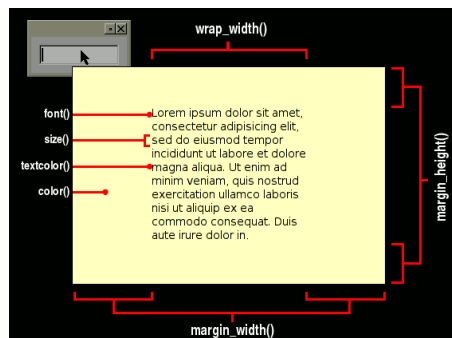 wrap_width()
font()
size()
textcolor()
color()
Lorem ipsum dolor sit amet,
consectetur adipisicing elit,
sed do eiusmod tempor
incididunt ut labore et dolore
magna aliqua. Ut enim ad
minim veniam, quis nostrud
exercitation ullamco laboris
nisi ut aliquip ex ea
commodo consequat. Duis
aute irure dolor in.
margin_height()
margin_width()